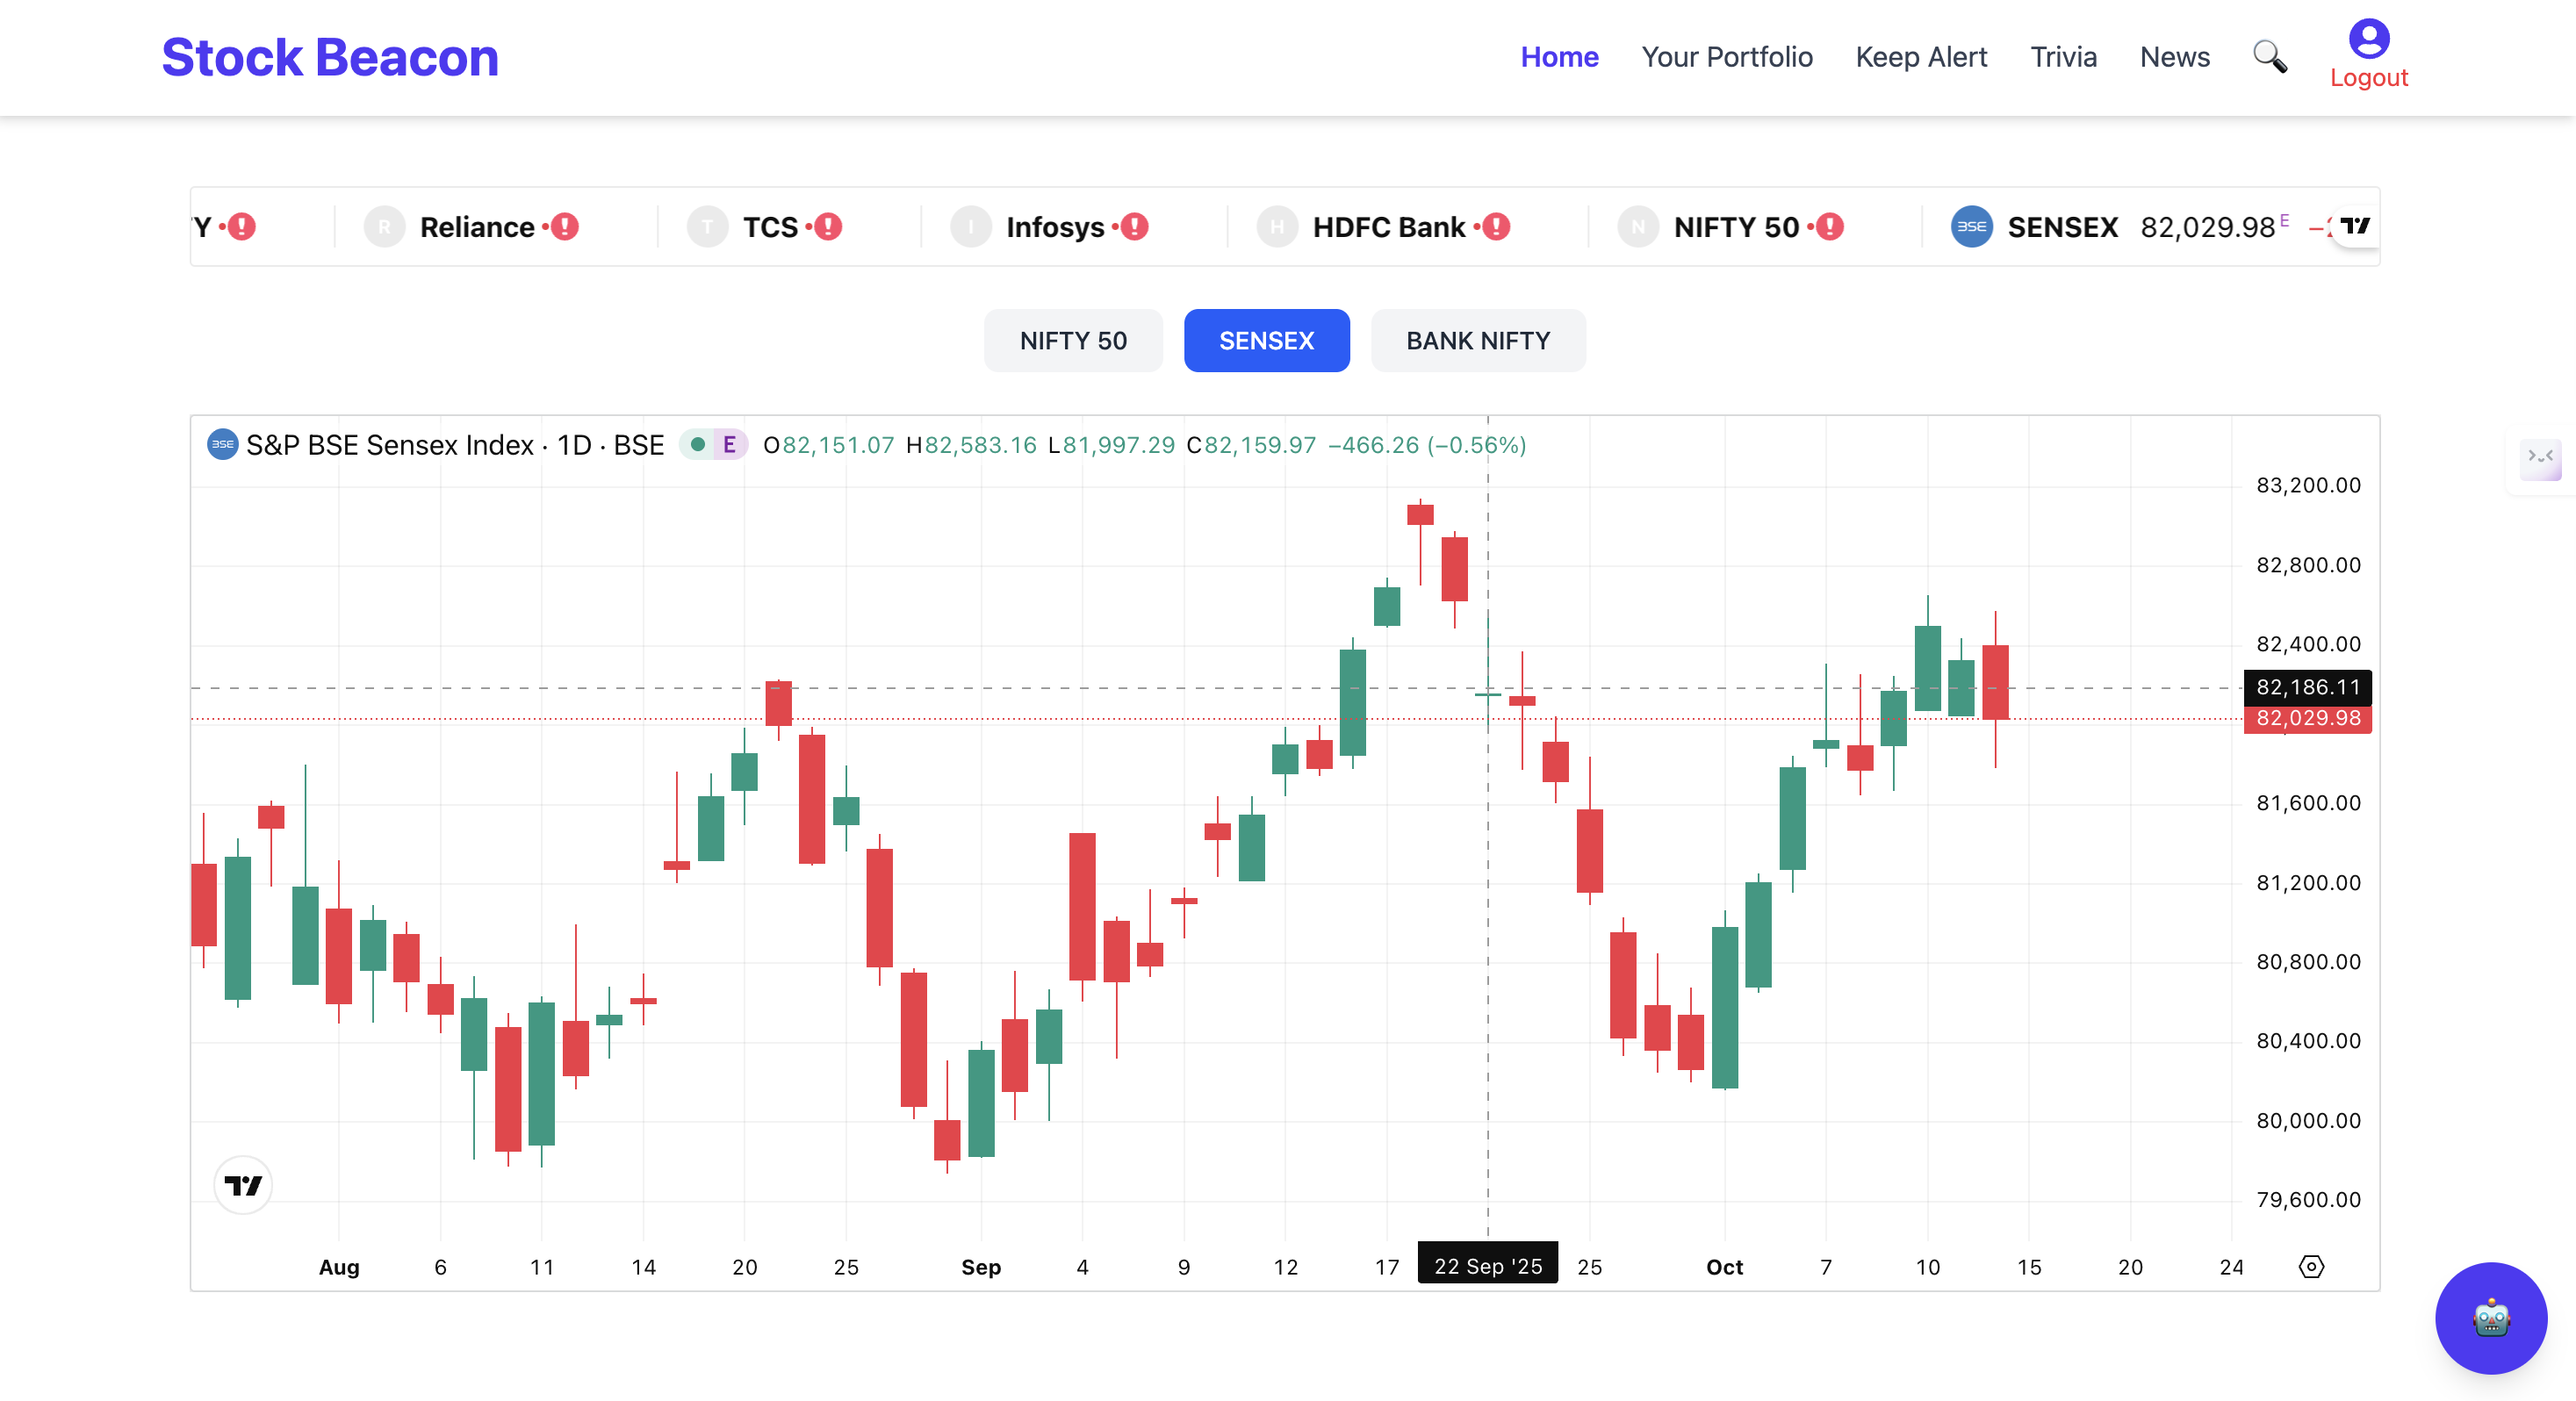 Stock Beacon
Home Your Portfolio Keep Alert Trivia News
Logout
Y R Reliance T TCS I Infosys H HDFC Bank N NIFTY 50 BSE SENSEX 82,029.98 E −2
NIFTY 50 SENSEX BANK NIFTY
BSE S&P BSE Sensex Index · 1D · BSE E O82,151.07 H82,583.16 L81,997.29 C82,159.97 −466.26 (−0.56%)
83,200.00
82,800.00
82,400.00
82,186.11
82,029.98
81,600.00
81,200.00
80,800.00
80,400.00
80,000.00
79,600.00
Aug 6 11 14 20 25 Sep 4 9 12 17 22 Sep '25 25 Oct 7 10 15 20 24